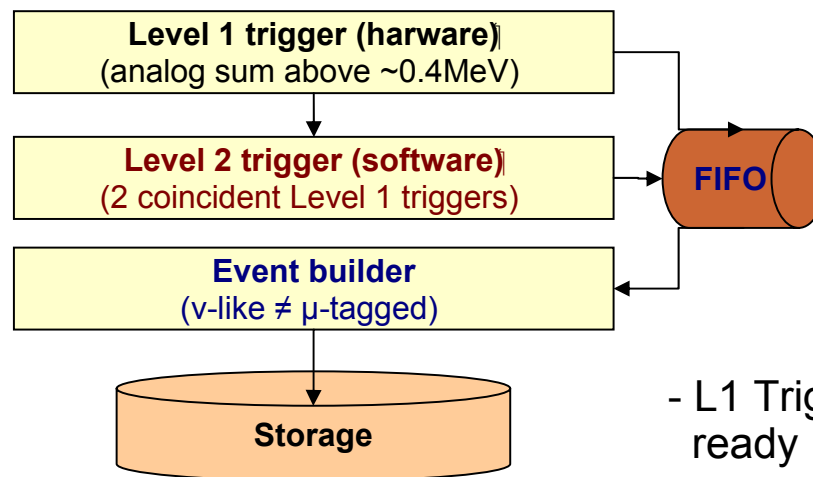 Level 1 trigger (harware)
(analog sum above ~0.4MeV)
Level 2 trigger (software)
(2 coincident Level 1 triggers)
FIFO
Event builder
(ν-like ≠ μ-tagged)
Storage
- L1 Trig
ready